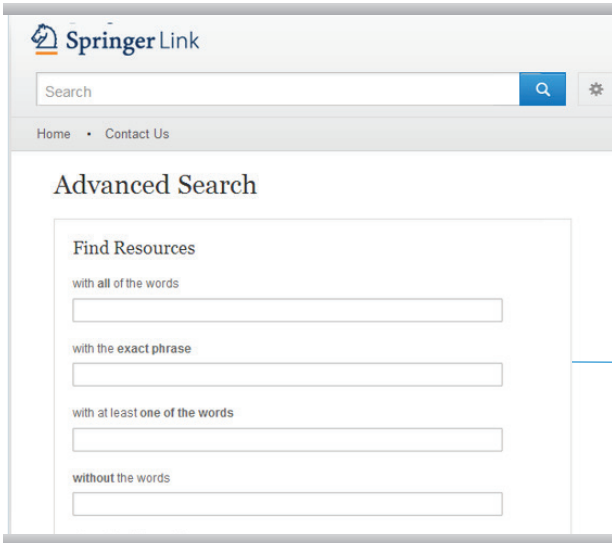 Springer Link
Search
Home • Contact Us
Advanced Search
Find Resources
with all of the words
with the exact phrase
with at least one of the words
without the words